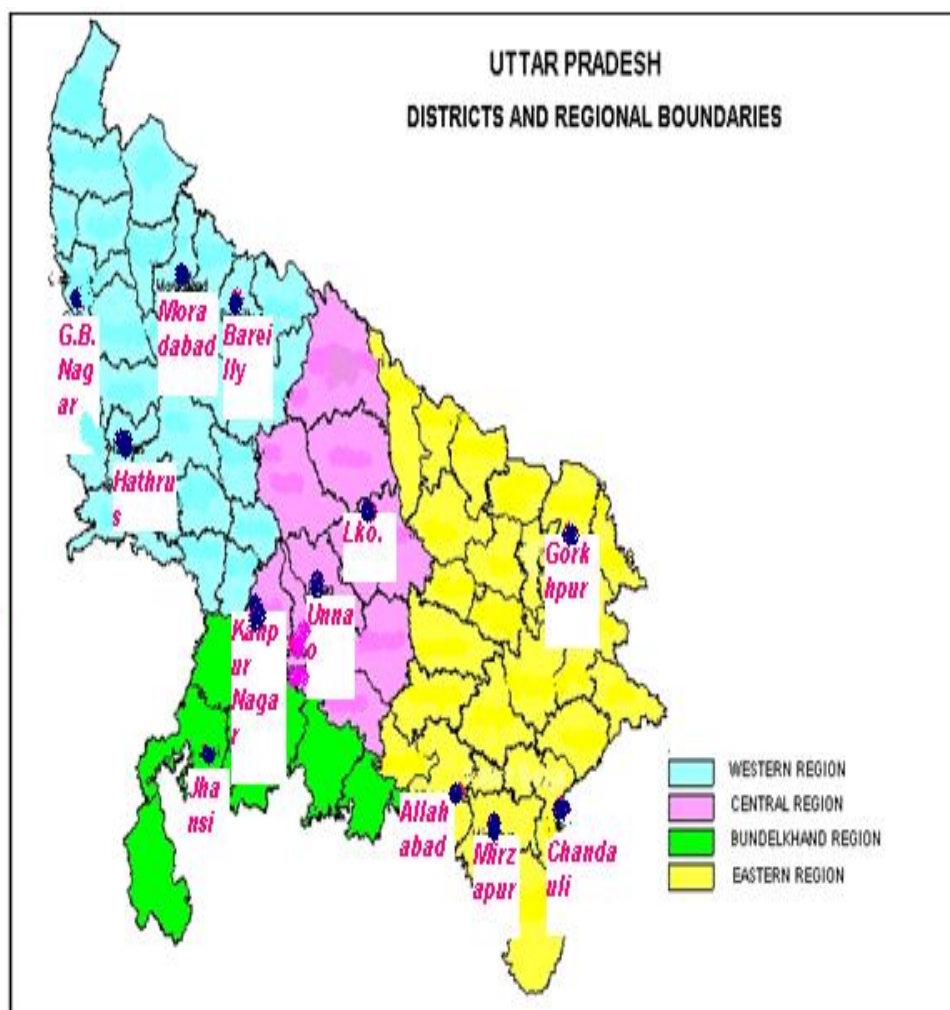 UTTAR PRADESH
DISTRICTS AND REGIONAL BOUNDARIES
G.B.
Nag
ar
Mora
dabad
Barei
lly
Hathru
s
Lko.
Gork
hpur
Unna
o
Kanp
ur
Naga
r
Jha
nsi
Allah
abad
Mirz
apur
Chanda
uli
WESTERN REGION
CENTRAL REGION
BUNDELKHAND REGION
EASTERN REGION